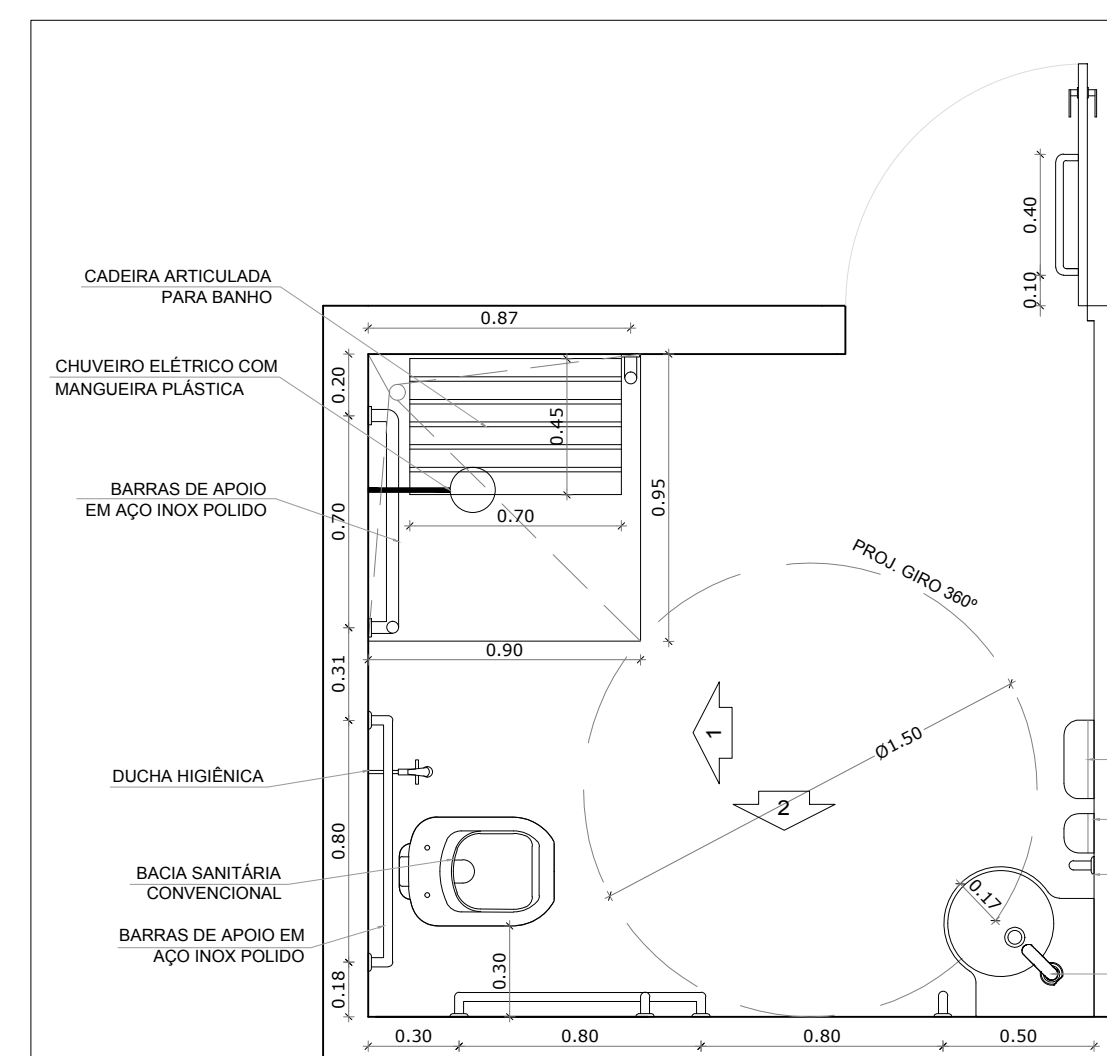 0.40
0.10
CADEIRA ARTICULADA
PARA BANHO
0.87
CHUVEIRO ELÉTRICO COM
MANGUEIRA PLÁSTICA
0.20
0.45
BARRAS DE APOIO
EM AÇO INOX POLIDO
0.70
0.70
0.95
PROJ. GIRO 360º
0.90
0.31
1
Ø1.50
DUCHA HIGIÊNICA
2
0.80
BACIA SANITÁRIA
CONVENCIONAL
0.17
BARRAS DE APOIO EM
AÇO INOX POLIDO
0.30
0.18
0.30
0.80
0.80
0.50